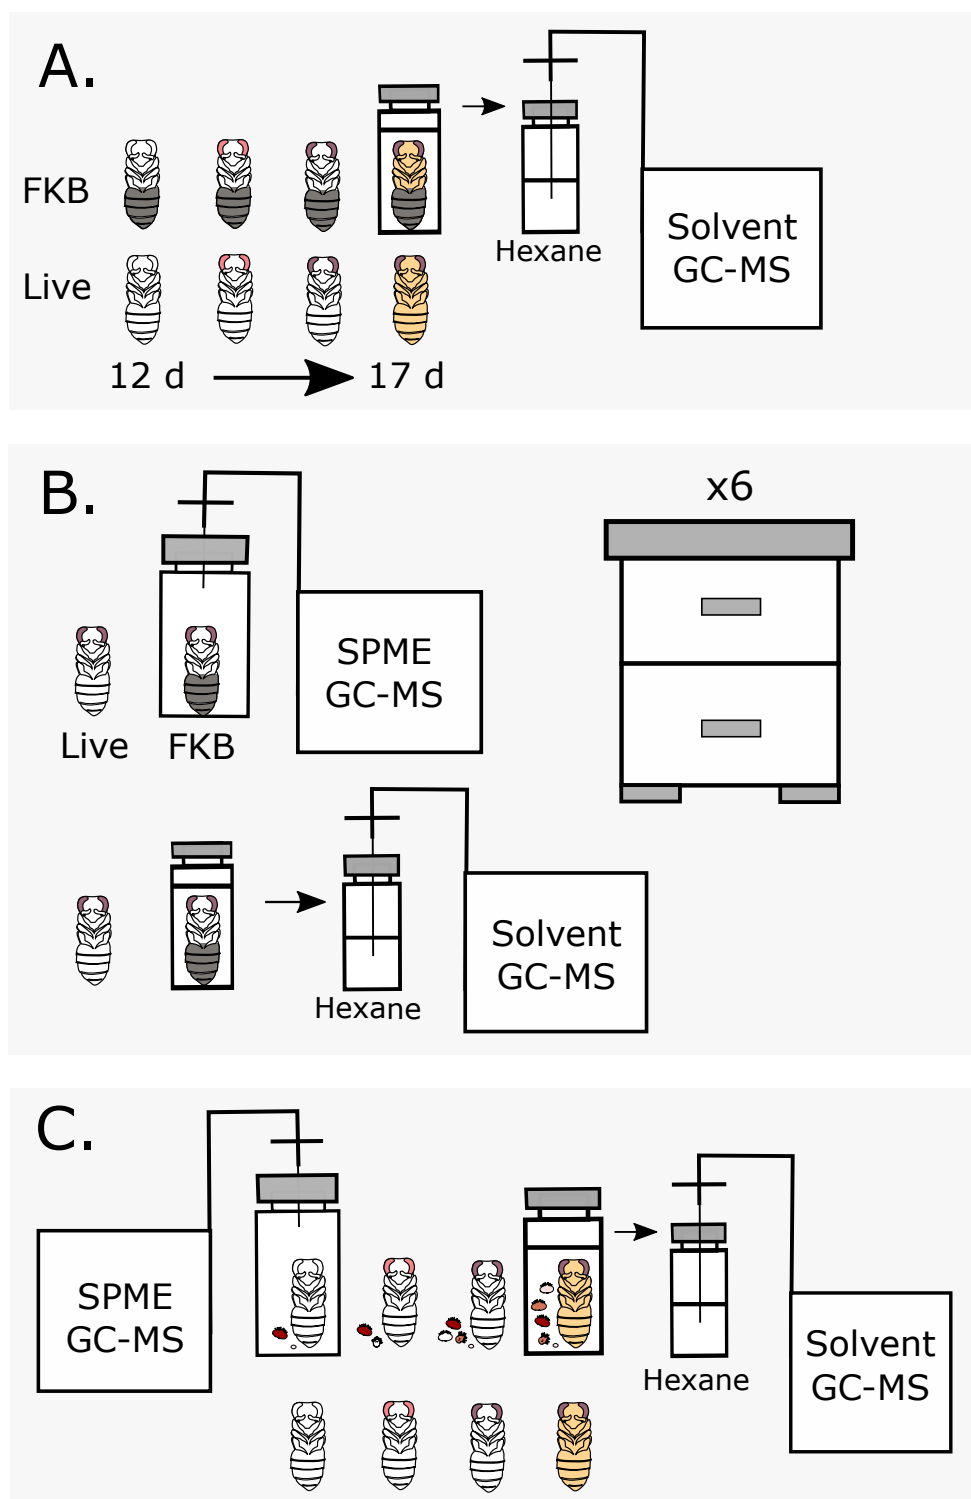 A.
FKB
Live
12 d
17 d
Hexane
Solvent
GC-MS
B.
x6
SPME
GC-MS
Live
FKB
Solvent
GC-MS
Hexane
C.
SPME
GC-MS
Hexane
Solvent
GC-MS